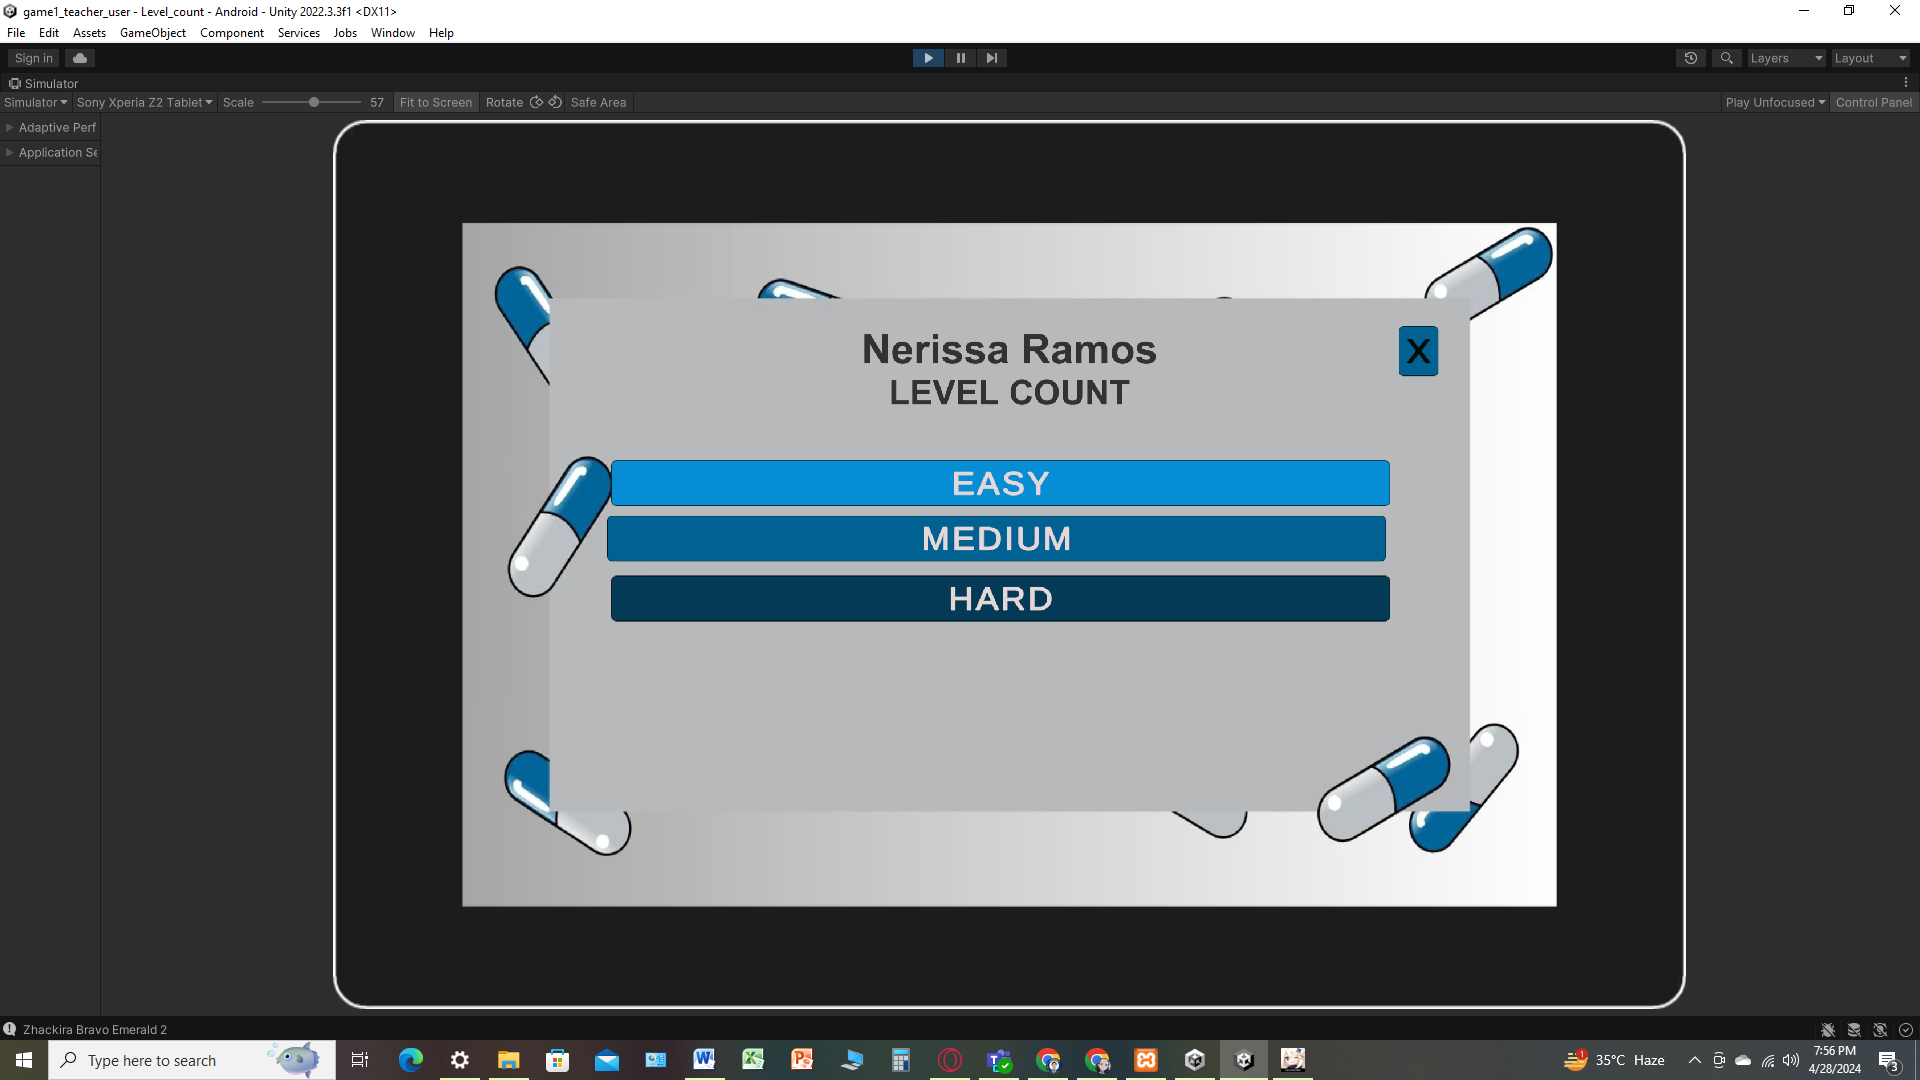 game1_teacher_user - Level_count - Android - Unity 2022.3.3f1 <DX11>
File Edit Assets GameObject Component Services Jobs Window Help
Sign in
Layers Layout
Simulator
Simulator Sony Xperia Z2 Tablet Scale 57 Fit to Screen Rotate Safe Area Play Unfocused Control Panel
Adaptive Perf
Application Se
Nerissa Ramos
X
LEVEL COUNT
EASY
MEDIUM
HARD
Zhackira Bravo Emerald 2
Type here to search
1
35°C Haze
7:56 PM
4/28/2024
3